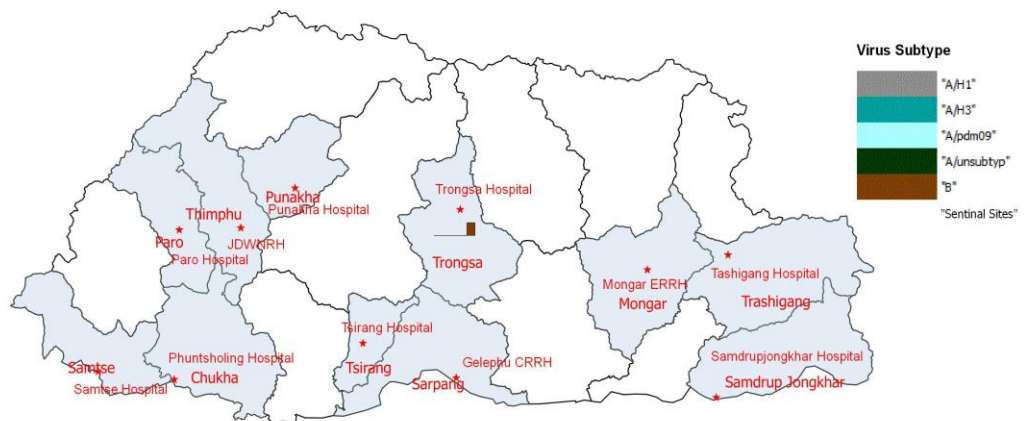 Virus Subtype
"A/H1"
"A/H3"
"A/pdm09"
"A/unsubtyp"
"B"
"Sentinal Sites"
Trongsa Hospital
Punakha
Punakha Hospital
Thimphu
Paro
JDWNRH
Paro Hospital
Trongsa
Tashigang Hospital
Mongar ERRH
Mongar
Trashigang
Tsirang Hospital
Phuntsholing Hospital
Samdrupjongkhar Hospital
Gelephu CRRH
Samtse
Tsirang
Chukha
Sarpang
Samdrup Jongkhar
Samtse Hospital